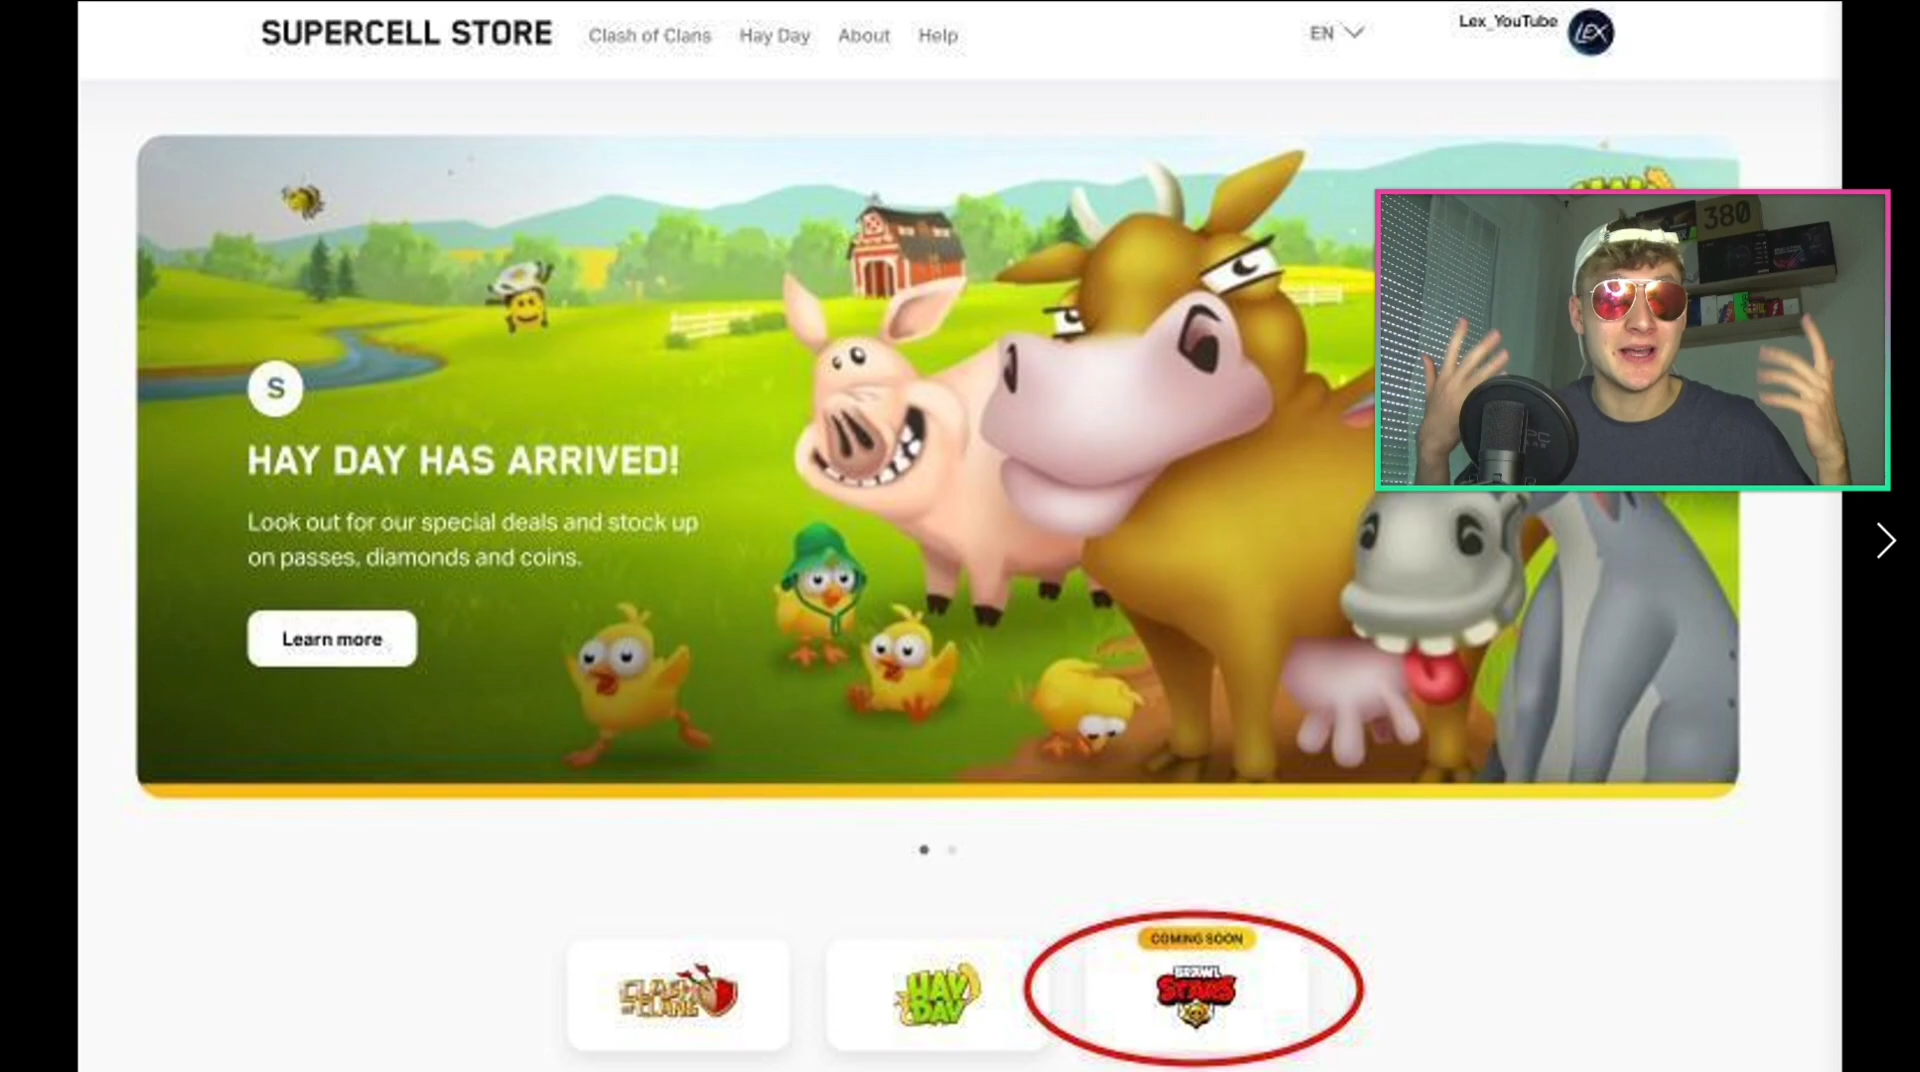 SUPERCELL STORE
Clash of Clans
Hay Day
About
Help
EN
Lex_YouTube
LEX
380
S
HAY DAY HAS ARRIVED!
Look out for our special deals and stock up
on passes, diamonds and coins.
Learn more
CLASH
OF CLANS
HAY
DAY
COMING SOON
BRAWL
STARS